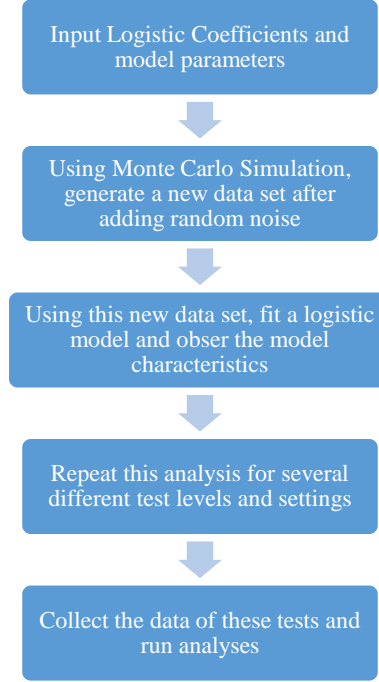 Input Logistic Coefficients and
model parameters
Using Monte Carlo Simulation,
generate a new data set after
adding random noise
Using this new data set, fit a logistic
model and obser the model
characteristics
Repeat this analysis for several
different test levels and settings
Collect the data of these tests and
run analyses